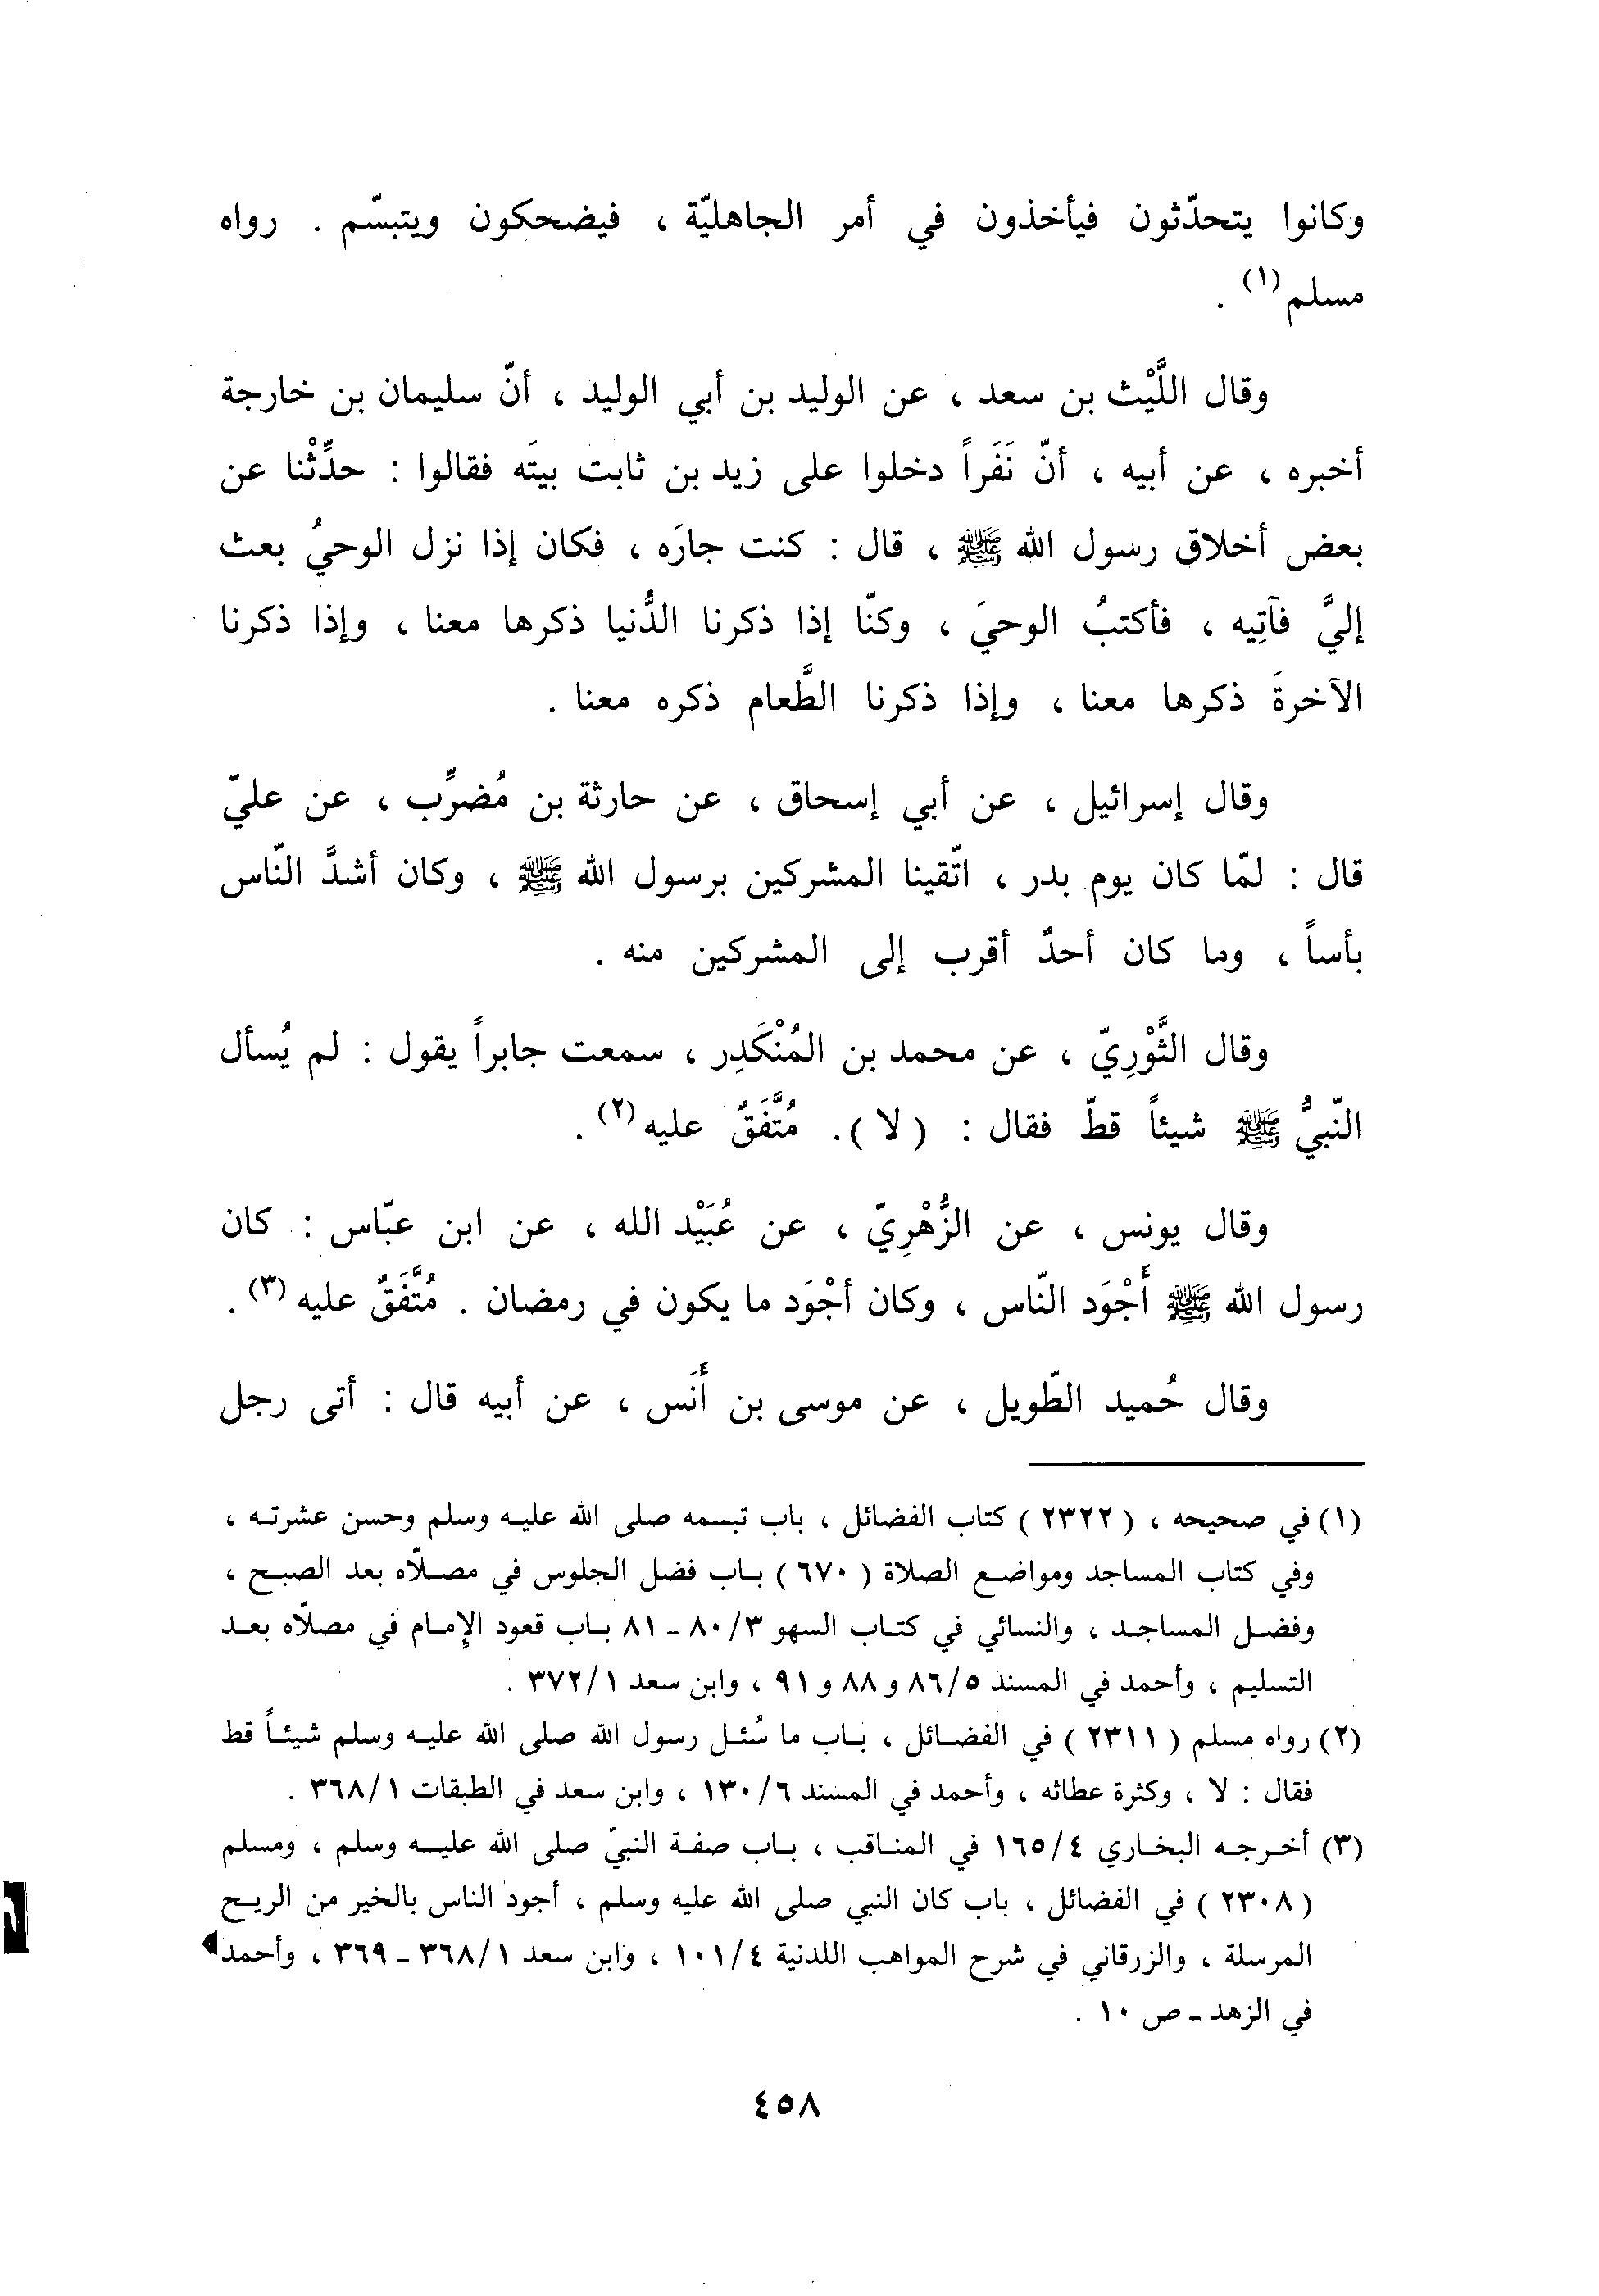 وكانوا يتحدّثون فيأخذون في أمر الجاهليّة ، فيضحكون ويتبسّم . رواه
مسلم(١) .
وقال اللَّيْث بن سعد ، عن الوليد بن أبي الوليد ، أنّ سليمان بن خارجة
أخبره ، عن أبيه ، أنّ نَفَراً دخلوا على زيد بن ثابت بيتَه فقالوا : حدِّثْنا عن
بعض أخلاق رسول الله ﷺ ، قال : كنت جارَه ، فكان إذا نزل الوحيُ بعث
إليَّ فآتِيه ، فأكتبُ الوحيَ ، وكنّا إذا ذكرنا الدُّنيا ذكرها معنا ، وإذا ذكرنا
الآخرةَ ذكرها معنا ، وإذا ذكرنا الطَّعام ذكره معنا .
وقال إسرائيل ، عن أبي إسحاق ، عن حارثة بن مُضرِّب ، عن عليّ
قال : لمّا كان يوم بدر ، اتّقينا المشركين برسول الله ﷺ ، وكان أشدَّ النّاس
بأساً ، وما كان أحدٌ أقرب إلى المشركين منه .
وقال الثَّوْرِيّ ، عن محمد بن المُنْكَدِر ، سمعت جابراً يقول : لم يُسأل
النّبيُّ ﷺ شيئاً قطّ فقال : ( لا ). مُتَّفَقٌ عليه(٢) .
وقال يونس ، عن الزُّهْرِيّ ، عن عُبَيْد الله ، عن ابن عبّاس : كان
رسول الله ﷺ أَجْوَد النّاس ، وكان أجْوَد ما يكون في رمضان . مُتَّفَقٌ عليه(٣) .
وقال حُميد الطّويل ، عن موسى بن أَنَس ، عن أبيه قال : أتى رجل
(١) في صحيحه ، ( ٢٣٢٢ ) كتاب الفضائل ، باب تبسمه صلى الله عليه وسلم وحسن عشرته ،
وفي كتاب المساجد ومواضع الصلاة ( ٦٧٠ ) باب فضل الجلوس في مصلّاه بعد الصبح ،
وفضل المساجد ، والنسائي في كتاب السهو ٨٠/٣ - ٨١ باب قعود الإمام في مصلّاه بعد
التسليم ، وأحمد في المسند ٨٦/٥ و ٨٨ و ٩١ ، وابن سعد ٣٧٢/١ .
(٢) رواه مسلم ( ٢٣١١ ) في الفضائل ، باب ما سُئل رسول الله صلى الله عليه وسلم شيئاً قط
فقال : لا ، وكثرة عطائه ، وأحمد في المسند ١٣٠/٦ ، وابن سعد في الطبقات ٣٦٨/١ .
(٣) أخرجه البخاري ١٦٥/٤ في المناقب ، باب صفة النبيّ صلى الله عليه وسلم ، ومسلم
( ٢٣٠٨ ) في الفضائل ، باب كان النبي صلى الله عليه وسلم ، أجود الناس بالخير من الريح
المرسلة ، والزرقاني في شرح المواهب اللدنية ١٠١/٤ ، وابن سعد ٣٦٨/١ - ٣٦٩ ، وأحمد
في الزهد - ص ١٠ .
٤٥٨